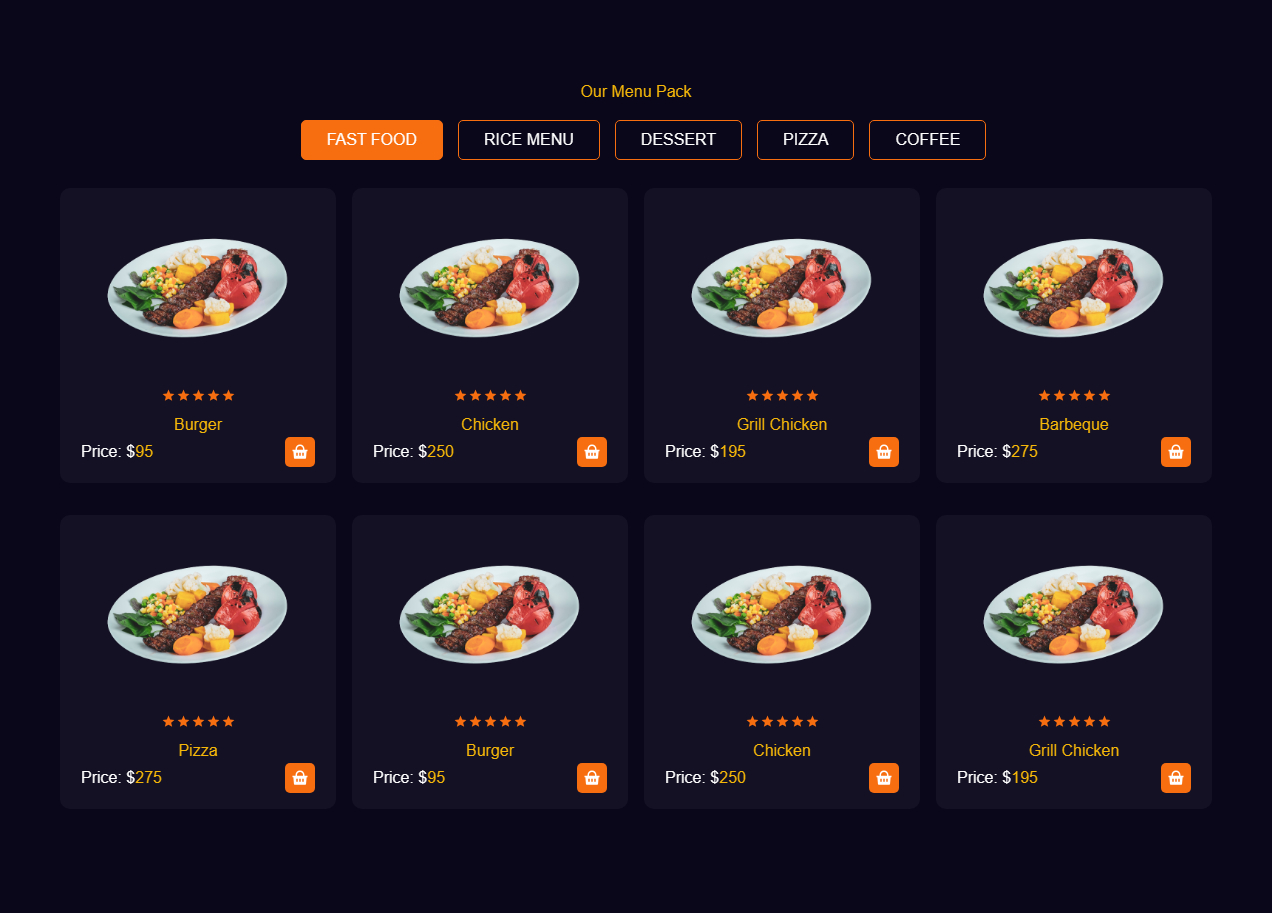 Our Menu Pack
FAST FOOD RICE MENU DESSERT PIZZA COFFEE
Burger Chicken Grill Chicken Barbeque
Price: $95 Price: $250 Price: $195 Price: $275
Pizza Burger Chicken Grill Chicken
Price: $275 Price: $95 Price: $250 Price: $195